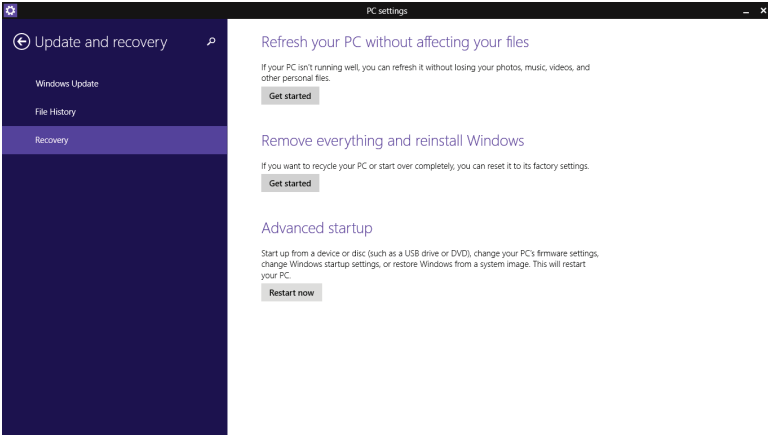 PC settings
Update and recovery
Windows Update
File History
Recovery
Refresh your PC without affecting your files
If your PC isn't running well, you can refresh it without losing your photos, music, videos, and
other personal files.
Get started
Remove everything and reinstall Windows
If you want to recycle your PC or start over completely, you can reset it to its factory settings.
Get started
Advanced startup
Start up from a device or disc (such as a USB drive or DVD), change your PC's firmware settings,
change Windows startup settings, or restore Windows from a system image. This will restart
your PC.
Restart now